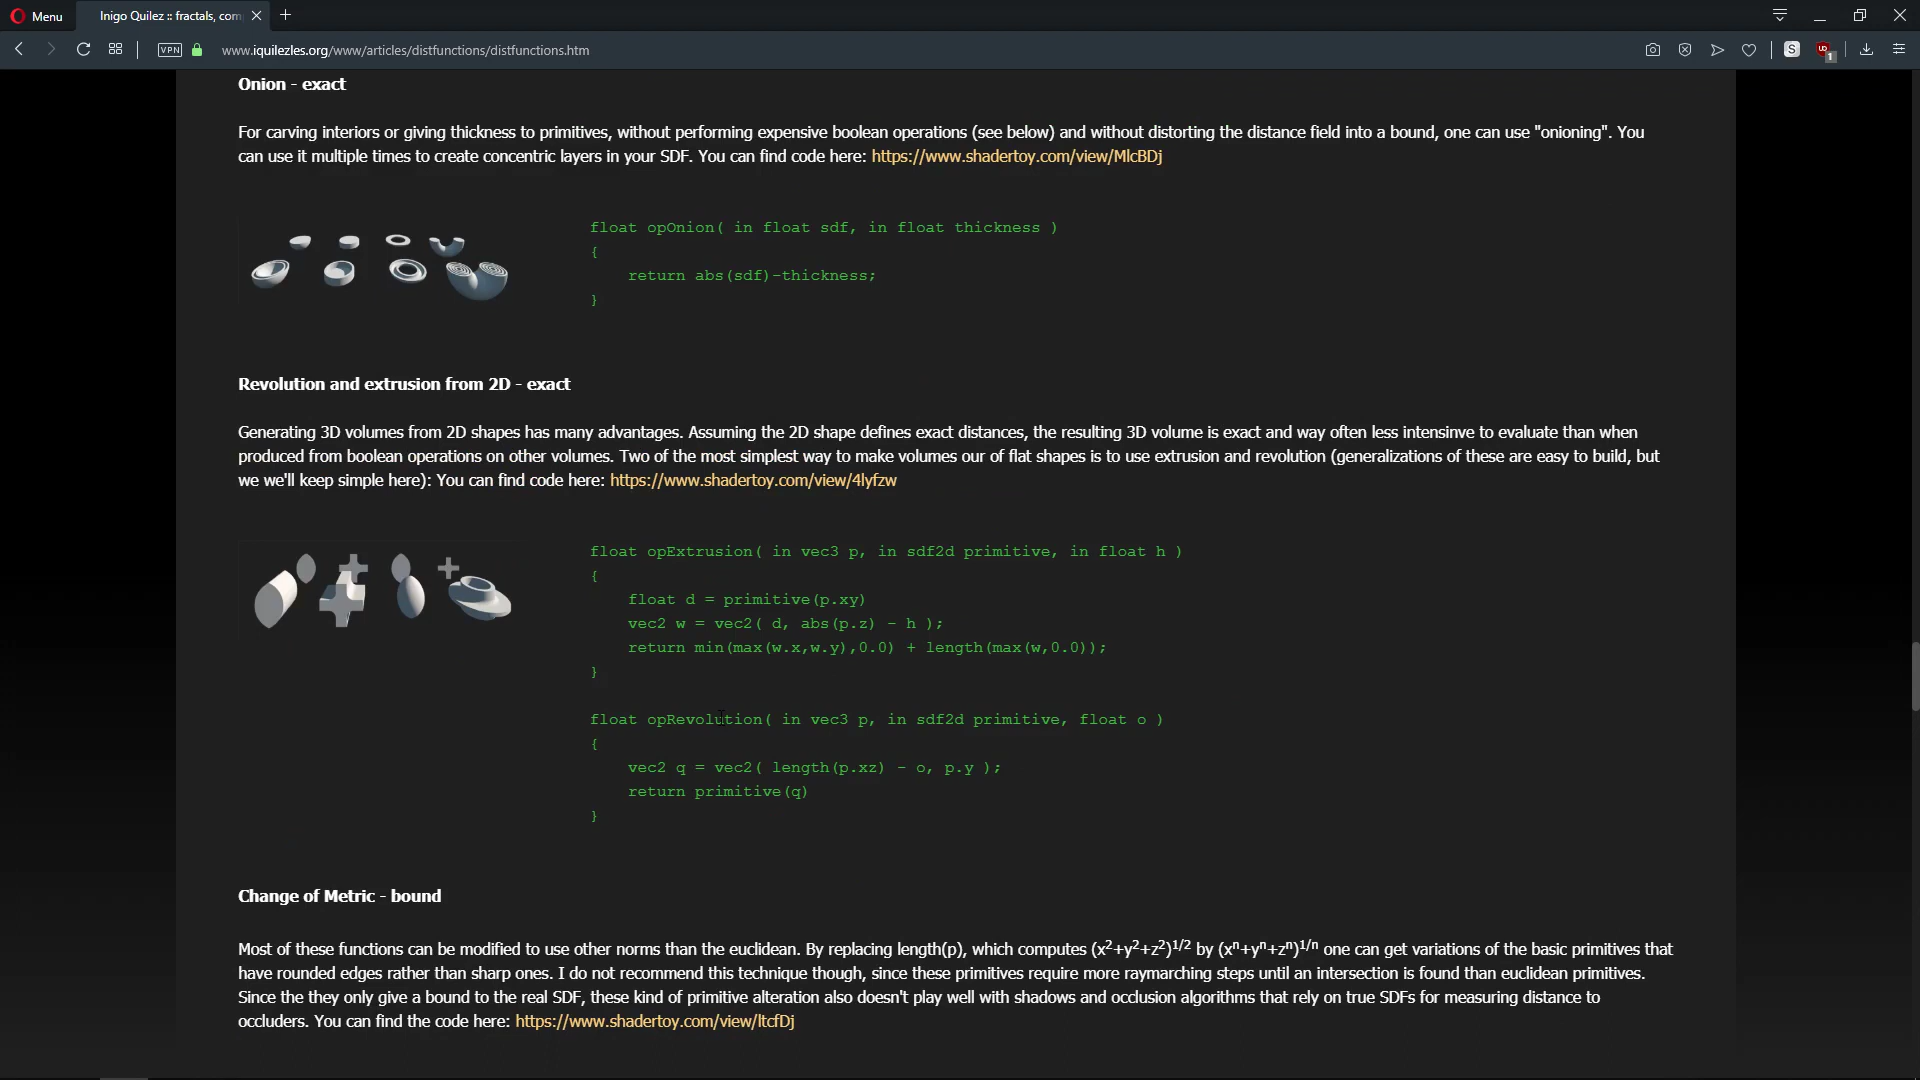 Menu
Inigo Quilez :: fractals, com
VPN
www.iquilezles.org/www/articles/distfunctions/distfunctions.htm
S
1
Onion - exact
For carving interiors or giving thickness to primitives, without performing expensive boolean operations (see below) and without distorting the distance field into a bound, one can use "onioning". You
can use it multiple times to create concentric layers in your SDF. You can find code here: https://www.shadertoy.com/view/MlcBDj
float opOnion( in float sdf, in float thickness )
{
return abs(sdf)-thickness;
}
Revolution and extrusion from 2D - exact
Generating 3D volumes from 2D shapes has many advantages. Assuming the 2D shape defines exact distances, the resulting 3D volume is exact and way often less intensinve to evaluate than when
produced from boolean operations on other volumes. Two of the most simplest way to make volumes our of flat shapes is to use extrusion and revolution (generalizations of these are easy to build, but
we we'll keep simple here): You can find code here: https://www.shadertoy.com/view/4lyfzw
float opExtrusion( in vec3 p, in sdf2d primitive, in float h )
{
float d = primitive(p.xy)
vec2 w = vec2( d, abs(p.z) - h );
return min(max(w.x,w.y),0.0) + length(max(w,0.0));
}
float opRevolution( in vec3 p, in sdf2d primitive, float o )
{
vec2 q = vec2( length(p.xz) - o, p.y );
return primitive(q)
}
Change of Metric - bound
Most of these functions can be modified to use other norms than the euclidean. By replacing length(p), which computes (x²+y²+z²)^1/2 by (xⁿ+yⁿ+zⁿ)^1/n one can get variations of the basic primitives that
have rounded edges rather than sharp ones. I do not recommend this technique though, since these primitives require more raymarching steps until an intersection is found than euclidean primitives.
Since the they only give a bound to the real SDF, these kind of primitive alteration also doesn't play well with shadows and occlusion algorithms that rely on true SDFs for measuring distance to
occluders. You can find the code here: https://www.shadertoy.com/view/ltcfDj